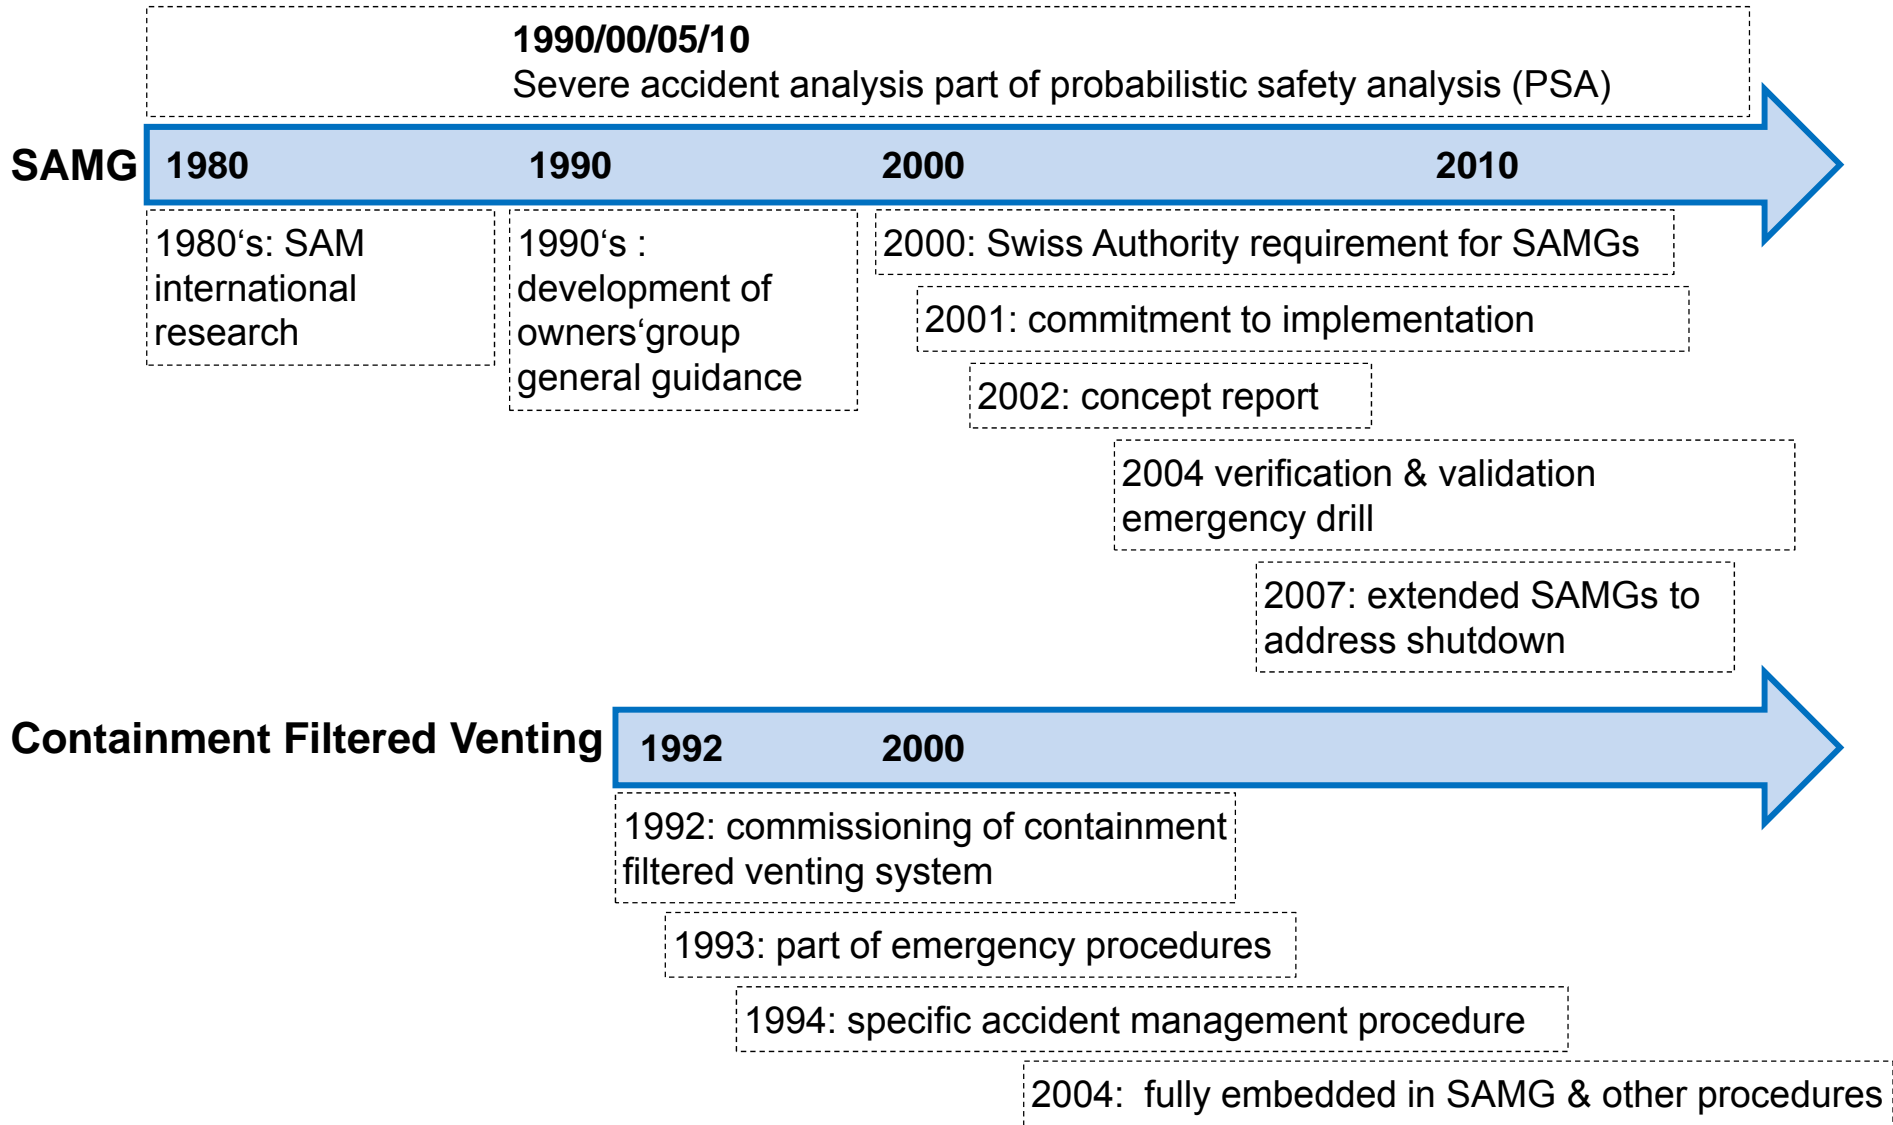 1990/00/05/10
Severe accident analysis part of probabilistic safety analysis (PSA)
SAMG
1980 1990 2000 2010
1980‘s: SAM
international
research
1990‘s :
development of
owners‘group
general guidance
2000: Swiss Authority requirement for SAMGs
2001: commitment to implementation
2002: concept report
2004 verification & validation
emergency drill
2007: extended SAMGs to
address shutdown
Containment Filtered Venting
1992 2000
1992: commissioning of containment
filtered venting system
1993: part of emergency procedures
1994: specific accident management procedure
2004:  fully embedded in SAMG & other procedures